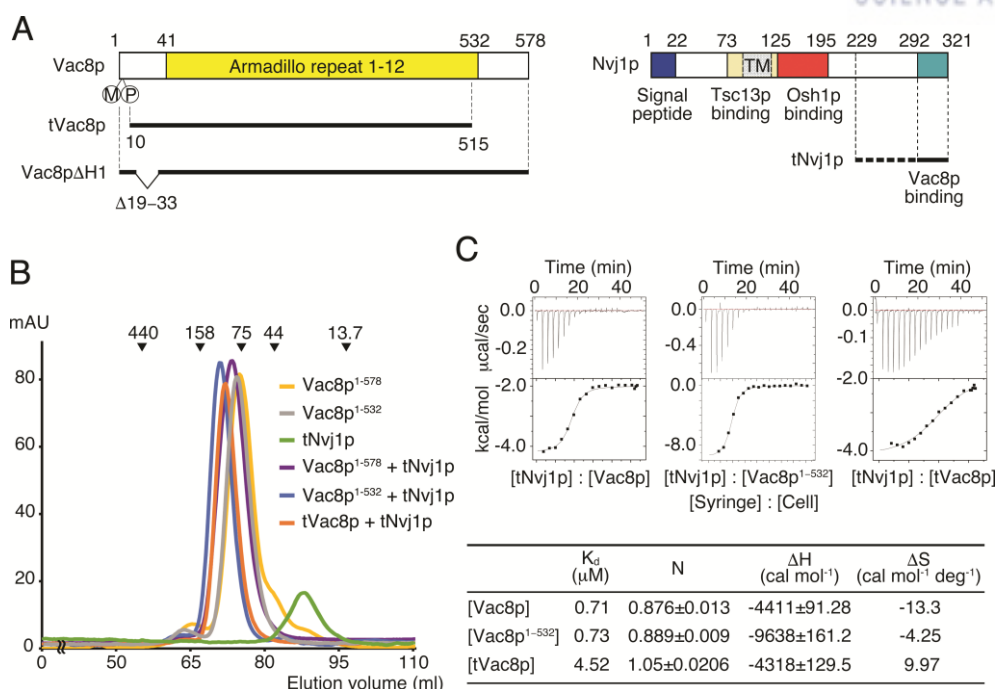 A
1 41 532 578
Vac8p Armadillo repeat 1-12
M P
tVac8p
10 515
Vac8pΔH1
Δ19–33
1 22 73 125 195 229 292 321
Nvj1p TM
Signal peptide
Tsc13p binding
Osh1p binding
tNvj1p
Vac8p binding
B
mAU
440 158 75 44 13.7
80
60
40
20
0
0 50 65 80 95 110
Elution volume (ml)
Vac8p1-578
Vac8p1-532
tNvj1p
Vac8p1-578 + tNvj1p
Vac8p1-532 + tNvj1p
tVac8p + tNvj1p
C
Time (min) Time (min) Time (min)
0 20 40 0 20 40 0 20 40
μcal/sec
0.0 0.0 0.0
-0.2 -0.2 -0.1
-2.0
kcal/mol
-2.0 0.0
-4.0 -8.0 -4.0
[tNvj1p] : [Vac8p] [tNvj1p] : [Vac8p1-532] [tNvj1p] : [tVac8p]
[Syringe] : [Cell]
Kd (μM) N ΔH (cal mol-1) ΔS (cal mol-1 deg-1)
[Vac8p] 0.71 0.876±0.013 -4411±91.28 -13.3
[Vac8p1–532] 0.73 0.889±0.009 -9638±161.2 -4.25
[tVac8p] 4.52 1.05±0.0206 -4318±129.5 9.97